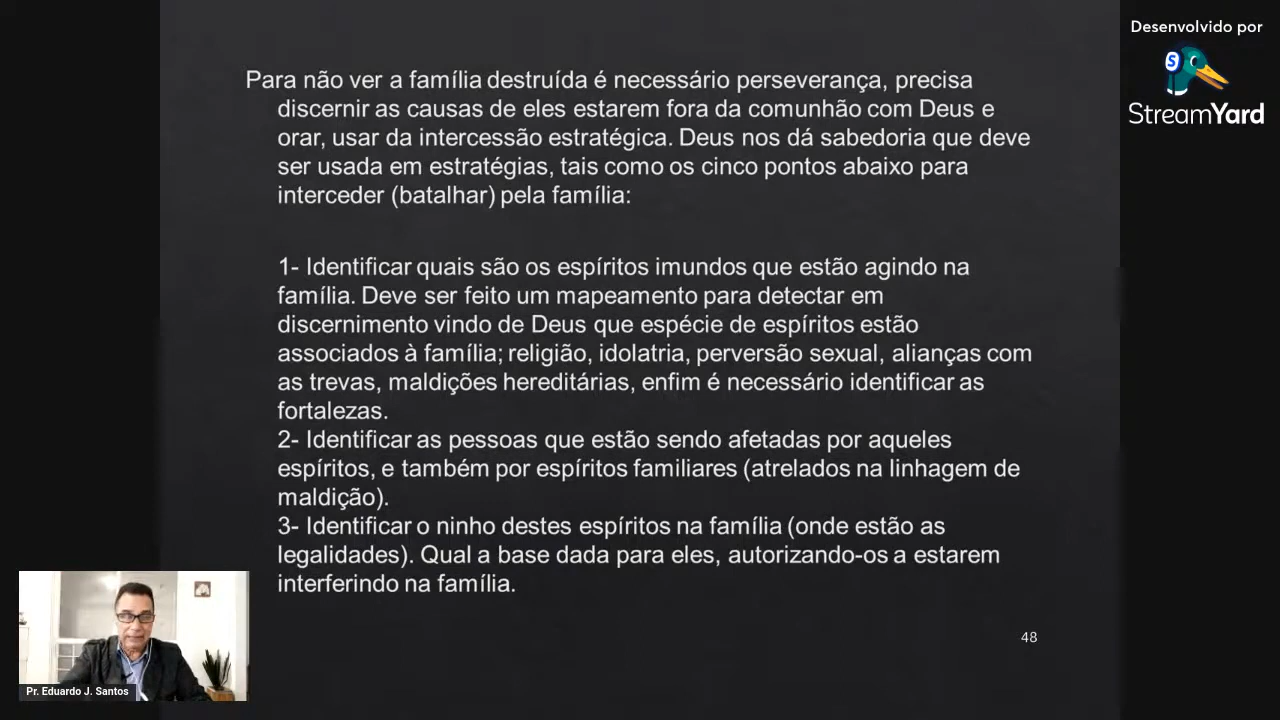 Desenvolvido por
StreamYard
Para não ver a família destruída é necessário perseverança, precisa
discernir as causas de eles estarem fora da comunhão com Deus e
orar, usar da intercessão estratégica. Deus nos dá sabedoria que deve
ser usada em estratégias, tais como os cinco pontos abaixo para
interceder (batalhar) pela família:
1- Identificar quais são os espíritos imundos que estão agindo na
família. Deve ser feito um mapeamento para detectar em
discernimento vindo de Deus que espécie de espíritos estão
associados à família; religião, idolatria, perversão sexual, alianças com
as trevas, maldições hereditárias, enfim é necessário identificar as
fortalezas.
2- Identificar as pessoas que estão sendo afetadas por aqueles
espíritos, e também por espíritos familiares (atrelados na linhagem de
maldição).
3- Identificar o ninho destes espíritos na família (onde estão as
legalidades). Qual a base dada para eles, autorizando-os a estarem
interferindo na família.
48
Pr. Eduardo J. Santos